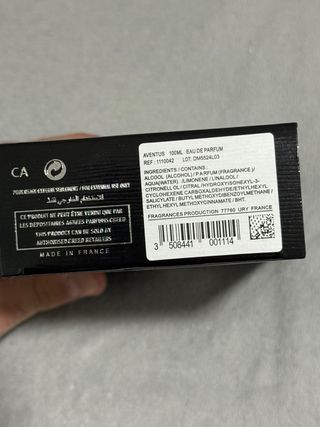 CA
POUR USAGE EXTERNE SEULEMENT / FOR EXTERNAL USE ONLY
للاستعمال الخارجي فقط
CE PRODUIT NE PEUT ÊTRE VENDU QUE PAR
LES DEPOSITAIRES AGREES PARFUMS CREED
THIS PRODUCT CAN BE SOLD BY
AUTHORISED CREED RETAILERS
MADE IN FRANCE
AVENTUS 100ML EAU DE PARFUM
REF : 1110042 LOT: DM5524L03
INGREDIENTS / CONTAINS :
ALCOOL (ALCOHOL) / PARFUM (FRAGRANCE)/
AQUA(WATER) /LIMONENE / LINALOOL /
CITRONELLOL / CITRAL /HYDROXYISOHEXYL-3-
CYCLOHEXENE CARBOXALDEHYDE/ETHYLHEXYL
SALICYLATE / BUTYL METHOXYDIBENZOYLMETHANE /
ETHYLHEXYL METHOXYCINNAMATE / BHT.
FRAGRANCES PRODUCTION 77760 URY FRANCE
3 508441 001114